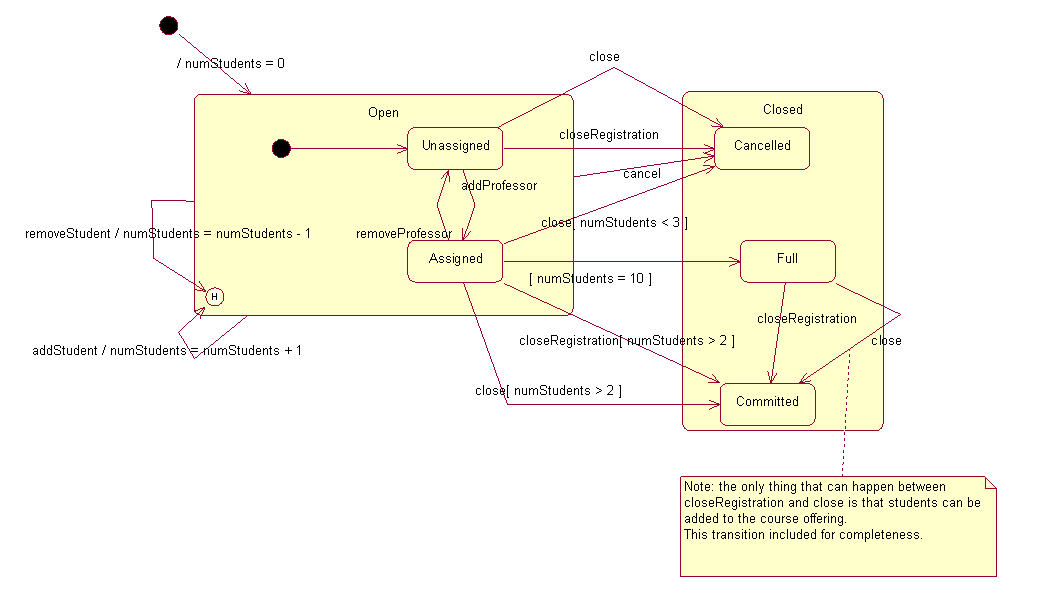 close
/ numStudents = 0
Open
Closed
closeRegistration
Unassigned
Cancelled
cancel
addProfessor
close[ numStudents < 3 ]
removeStudent / numStudents = numStudents - 1
removeProfessor
Assigned
Full
[ numStudents = 10 ]
H
closeRegistration
closeRegistration[ numStudents > 2 ]
close
addStudent / numStudents = numStudents + 1
close[ numStudents > 2 ]
Committed
Note: the only thing that can happen between
closeRegistration and close is that students can be
added to the course offering.
This transition included for completeness.